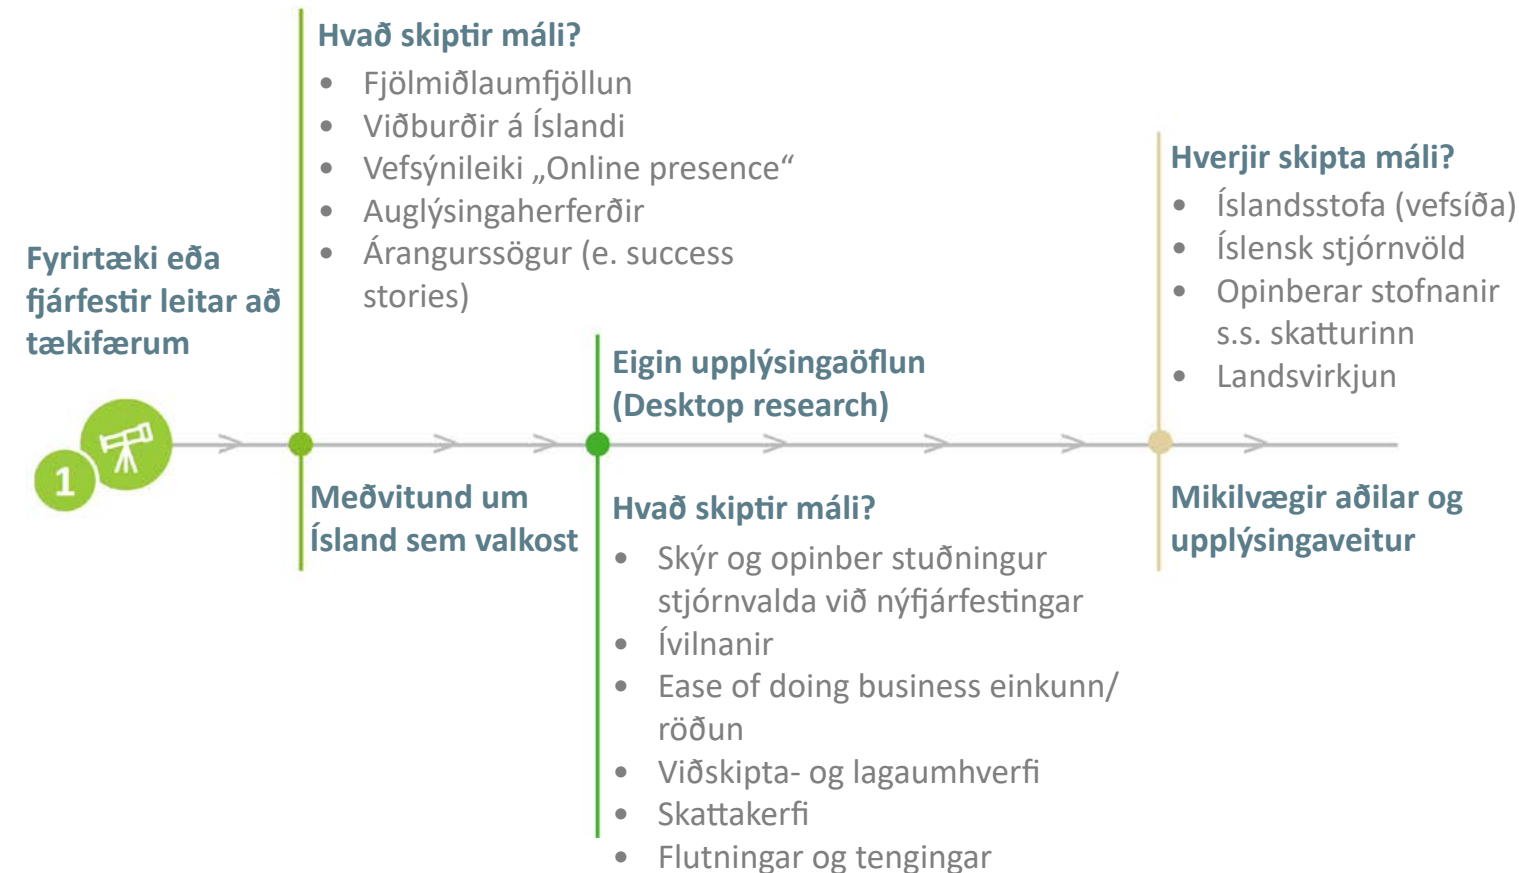 Fyrirtæki eða
fjárfestir leitar að
tækifærum
1
Hvað skiptir máli?
• Fjölmiðlaumfjöllun
• Viðburðir á Íslandi
• Vefsýnileiki „Online presence“
• Auglýsingaherferðir
• Árangurssögur (e. success
stories)
Meðvitund um
Ísland sem valkost
Eigin upplýsingaöflun
(Desktop research)
Hvað skiptir máli?
• Skýr og opinber stuðningur
stjórnvalda við nýfjárfestingar
• Ívilnanir
• Ease of doing business einkunn/
röðun
• Viðskipta- og lagaumhverfi
• Skattakerfi
• Flutningar og tengingar
Hverjir skipta máli?
• Íslandsstofa (vefsíða)
• Íslensk stjórnvöld
• Opinberar stofnanir
s.s. skatturinn
• Landsvirkjun
Mikilvægir aðilar og
upplýsingaveitur